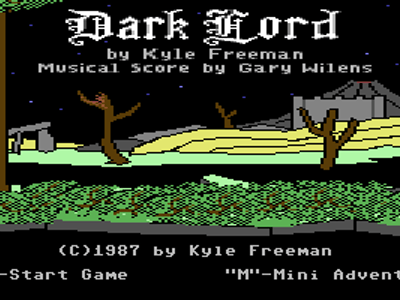 Dark Lord
by Kyle Freeman
Musical Score by Gary Wilens
(C)1987 by Kyle Freeman
-Start Game "M"-Mini Advent